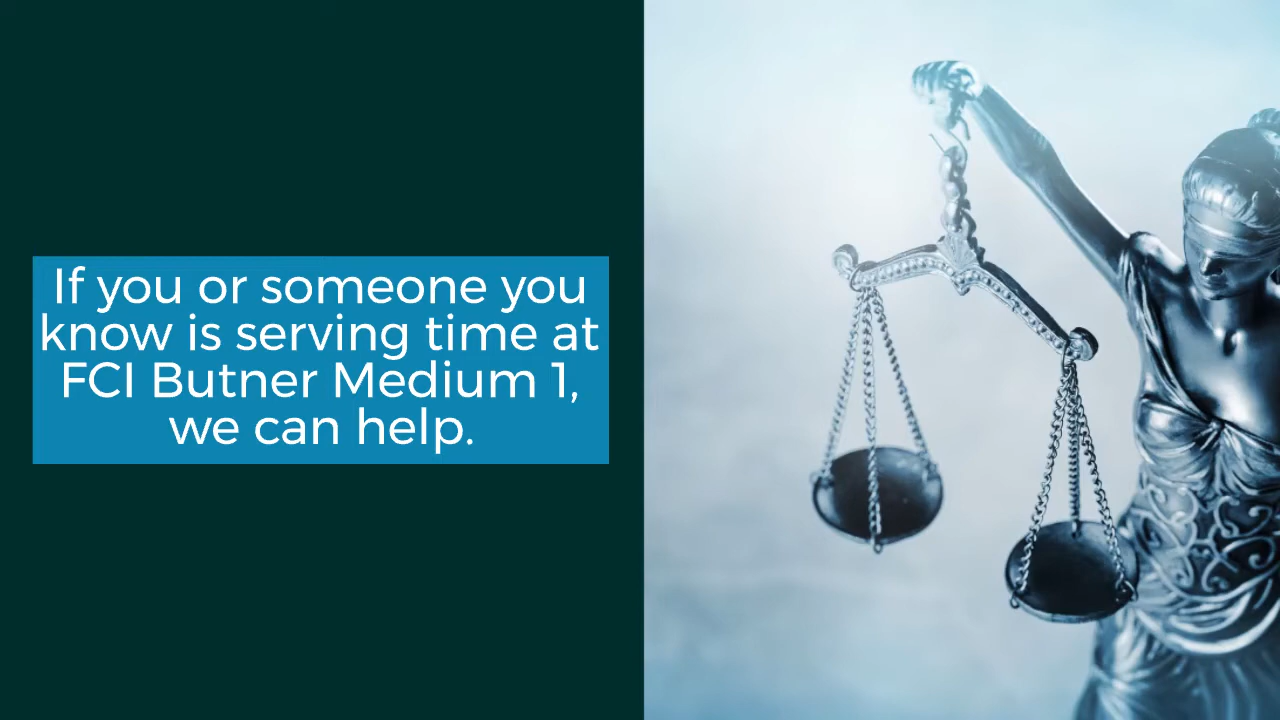 If you or someone you
know is serving time at
FCI Butner Medium 1,
we can help.